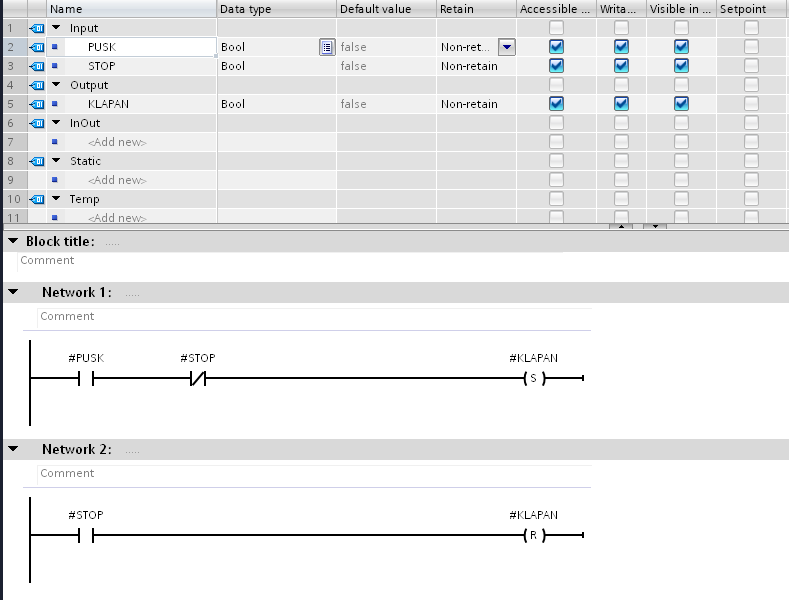 Name Data type Default value Retain Accessible ... Writa... Visible in ... Setpoint
1 Input
2 PUSK Bool false Non-ret...
3 STOP Bool false Non-retain
4 Output
5 KLAPAN Bool false Non-retain
6 InOut
7 <Add new>
8 Static
9 <Add new>
10 Temp
11 <Add new>
Block title: .....
Comment
Network 1: .....
Comment
#PUSK #STOP #KLAPAN
S
Network 2: .....
Comment
#STOP #KLAPAN
R